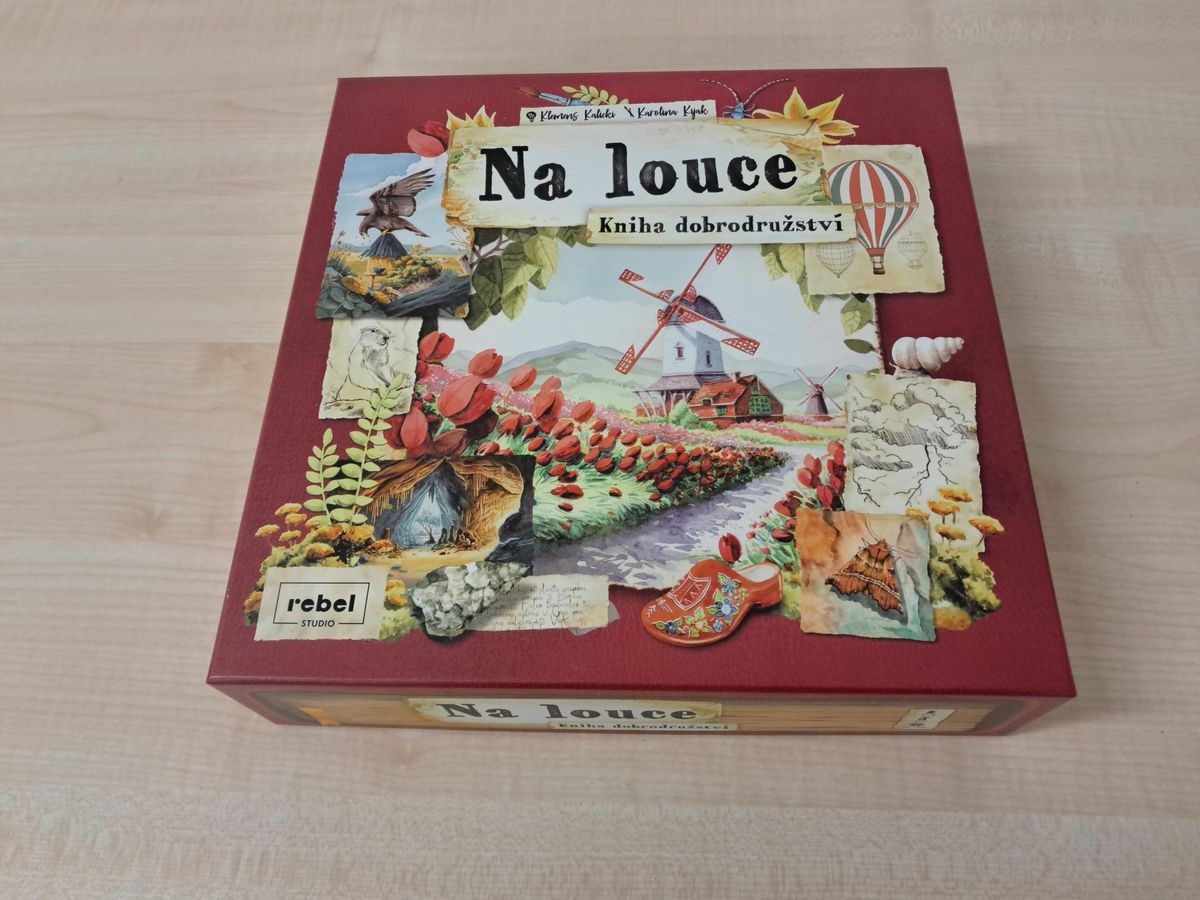 Klemens Kalicki Karolina Kijak
Na louce
Kniha dobrodružství
rebel
STUDIO
Na louce
Kniha dobrodružství